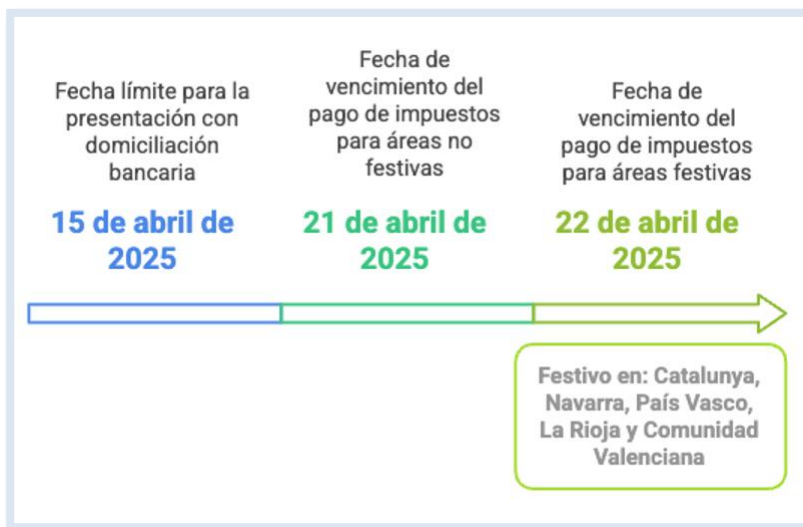 Fecha límite para la
presentación con
domiciliación
bancaria
15 de abril de
2025
Fecha de
vencimiento del
pago de impuestos
para áreas no
festivas
21 de abril de
2025
Fecha de
vencimiento del
pago de impuestos
para áreas festivas
22 de abril de
2025
Festivo en: Catalunya,
Navarra, País Vasco,
La Rioja y Comunidad
Valenciana